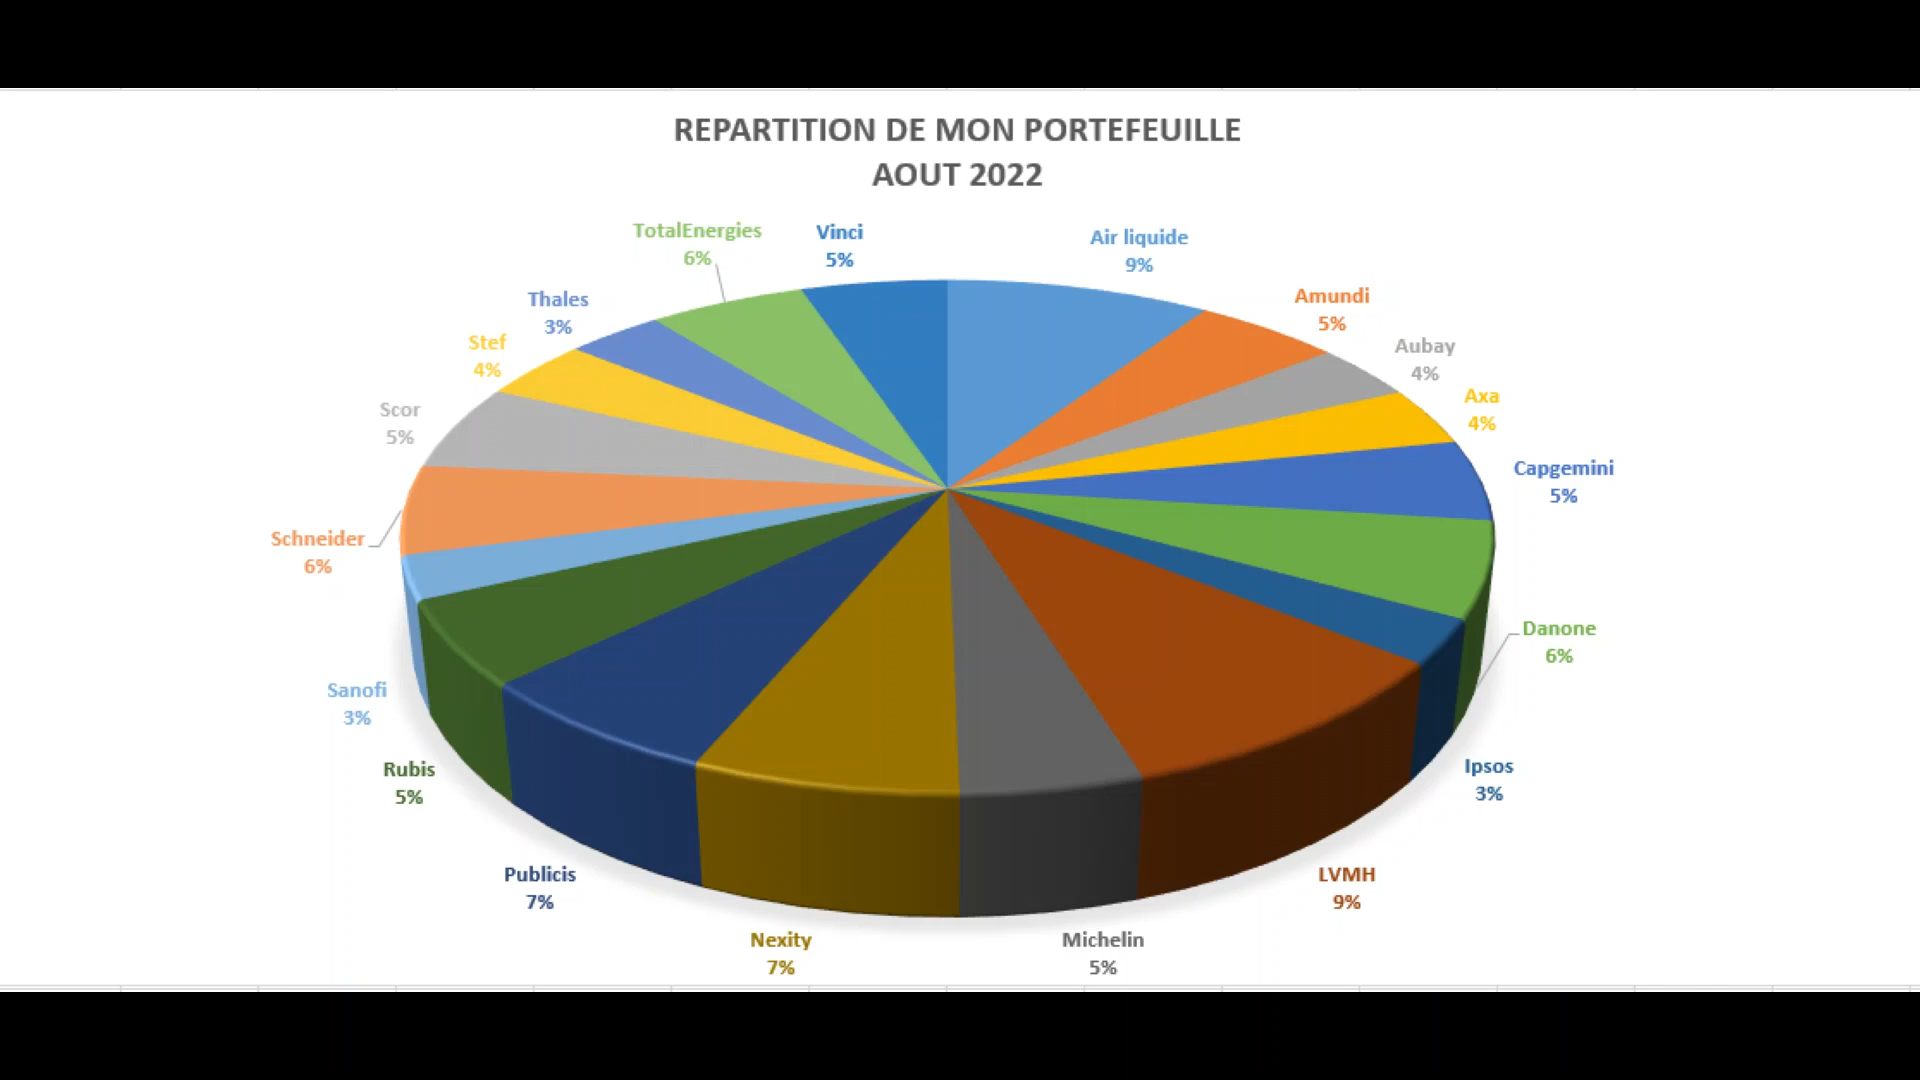 REPARTITION DE MON PORTEFEUILLE
AOUT 2022
TotalEnergies
6%
Vinci
5%
Air liquide
9%
Amundi
5%
Aubay
4%
Axa
4%
Capgemini
5%
Danone
6%
Ipsos
3%
LVMH
9%
Michelin
5%
Nexity
7%
Publicis
7%
Rubis
5%
Sanofi
3%
Schneider
6%
Scor
5%
Stef
4%
Thales
3%